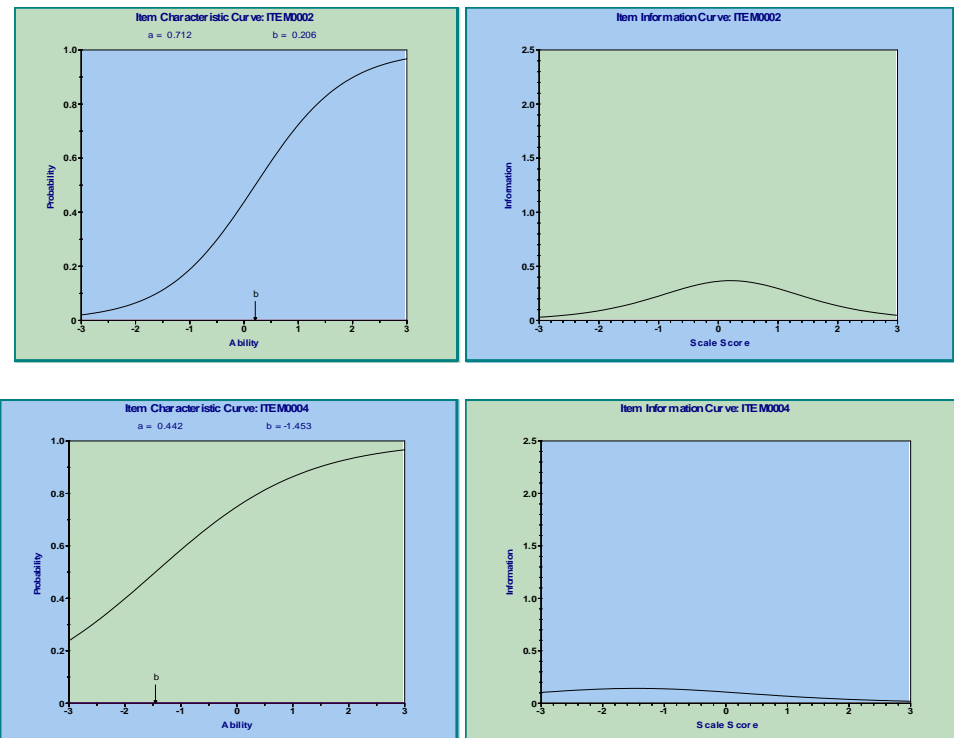 Item Characteristic Curve: ITEM0002
a = 0.712 b = 0.206
1.0
0.8
0.6
0.4
0.2
0
Probability
b
-3 -2 -1 0 1 2 3
Ability
Item Information Curve: ITEM0002
2.5
2.0
1.5
1.0
0.5
0
Information
-3 -2 -1 0 1 2 3
Scale Score
Item Characteristic Curve: ITEM0004
a = 0.442 b = -1.453
1.0
0.8
0.6
0.4
0.2
0
Probability
b
-3 -2 -1 0 1 2 3
Ability
Item Information Curve: ITEM0004
2.5
2.0
1.5
1.0
0.5
0
Information
-3 -2 -1 0 1 2 3
Scale Score